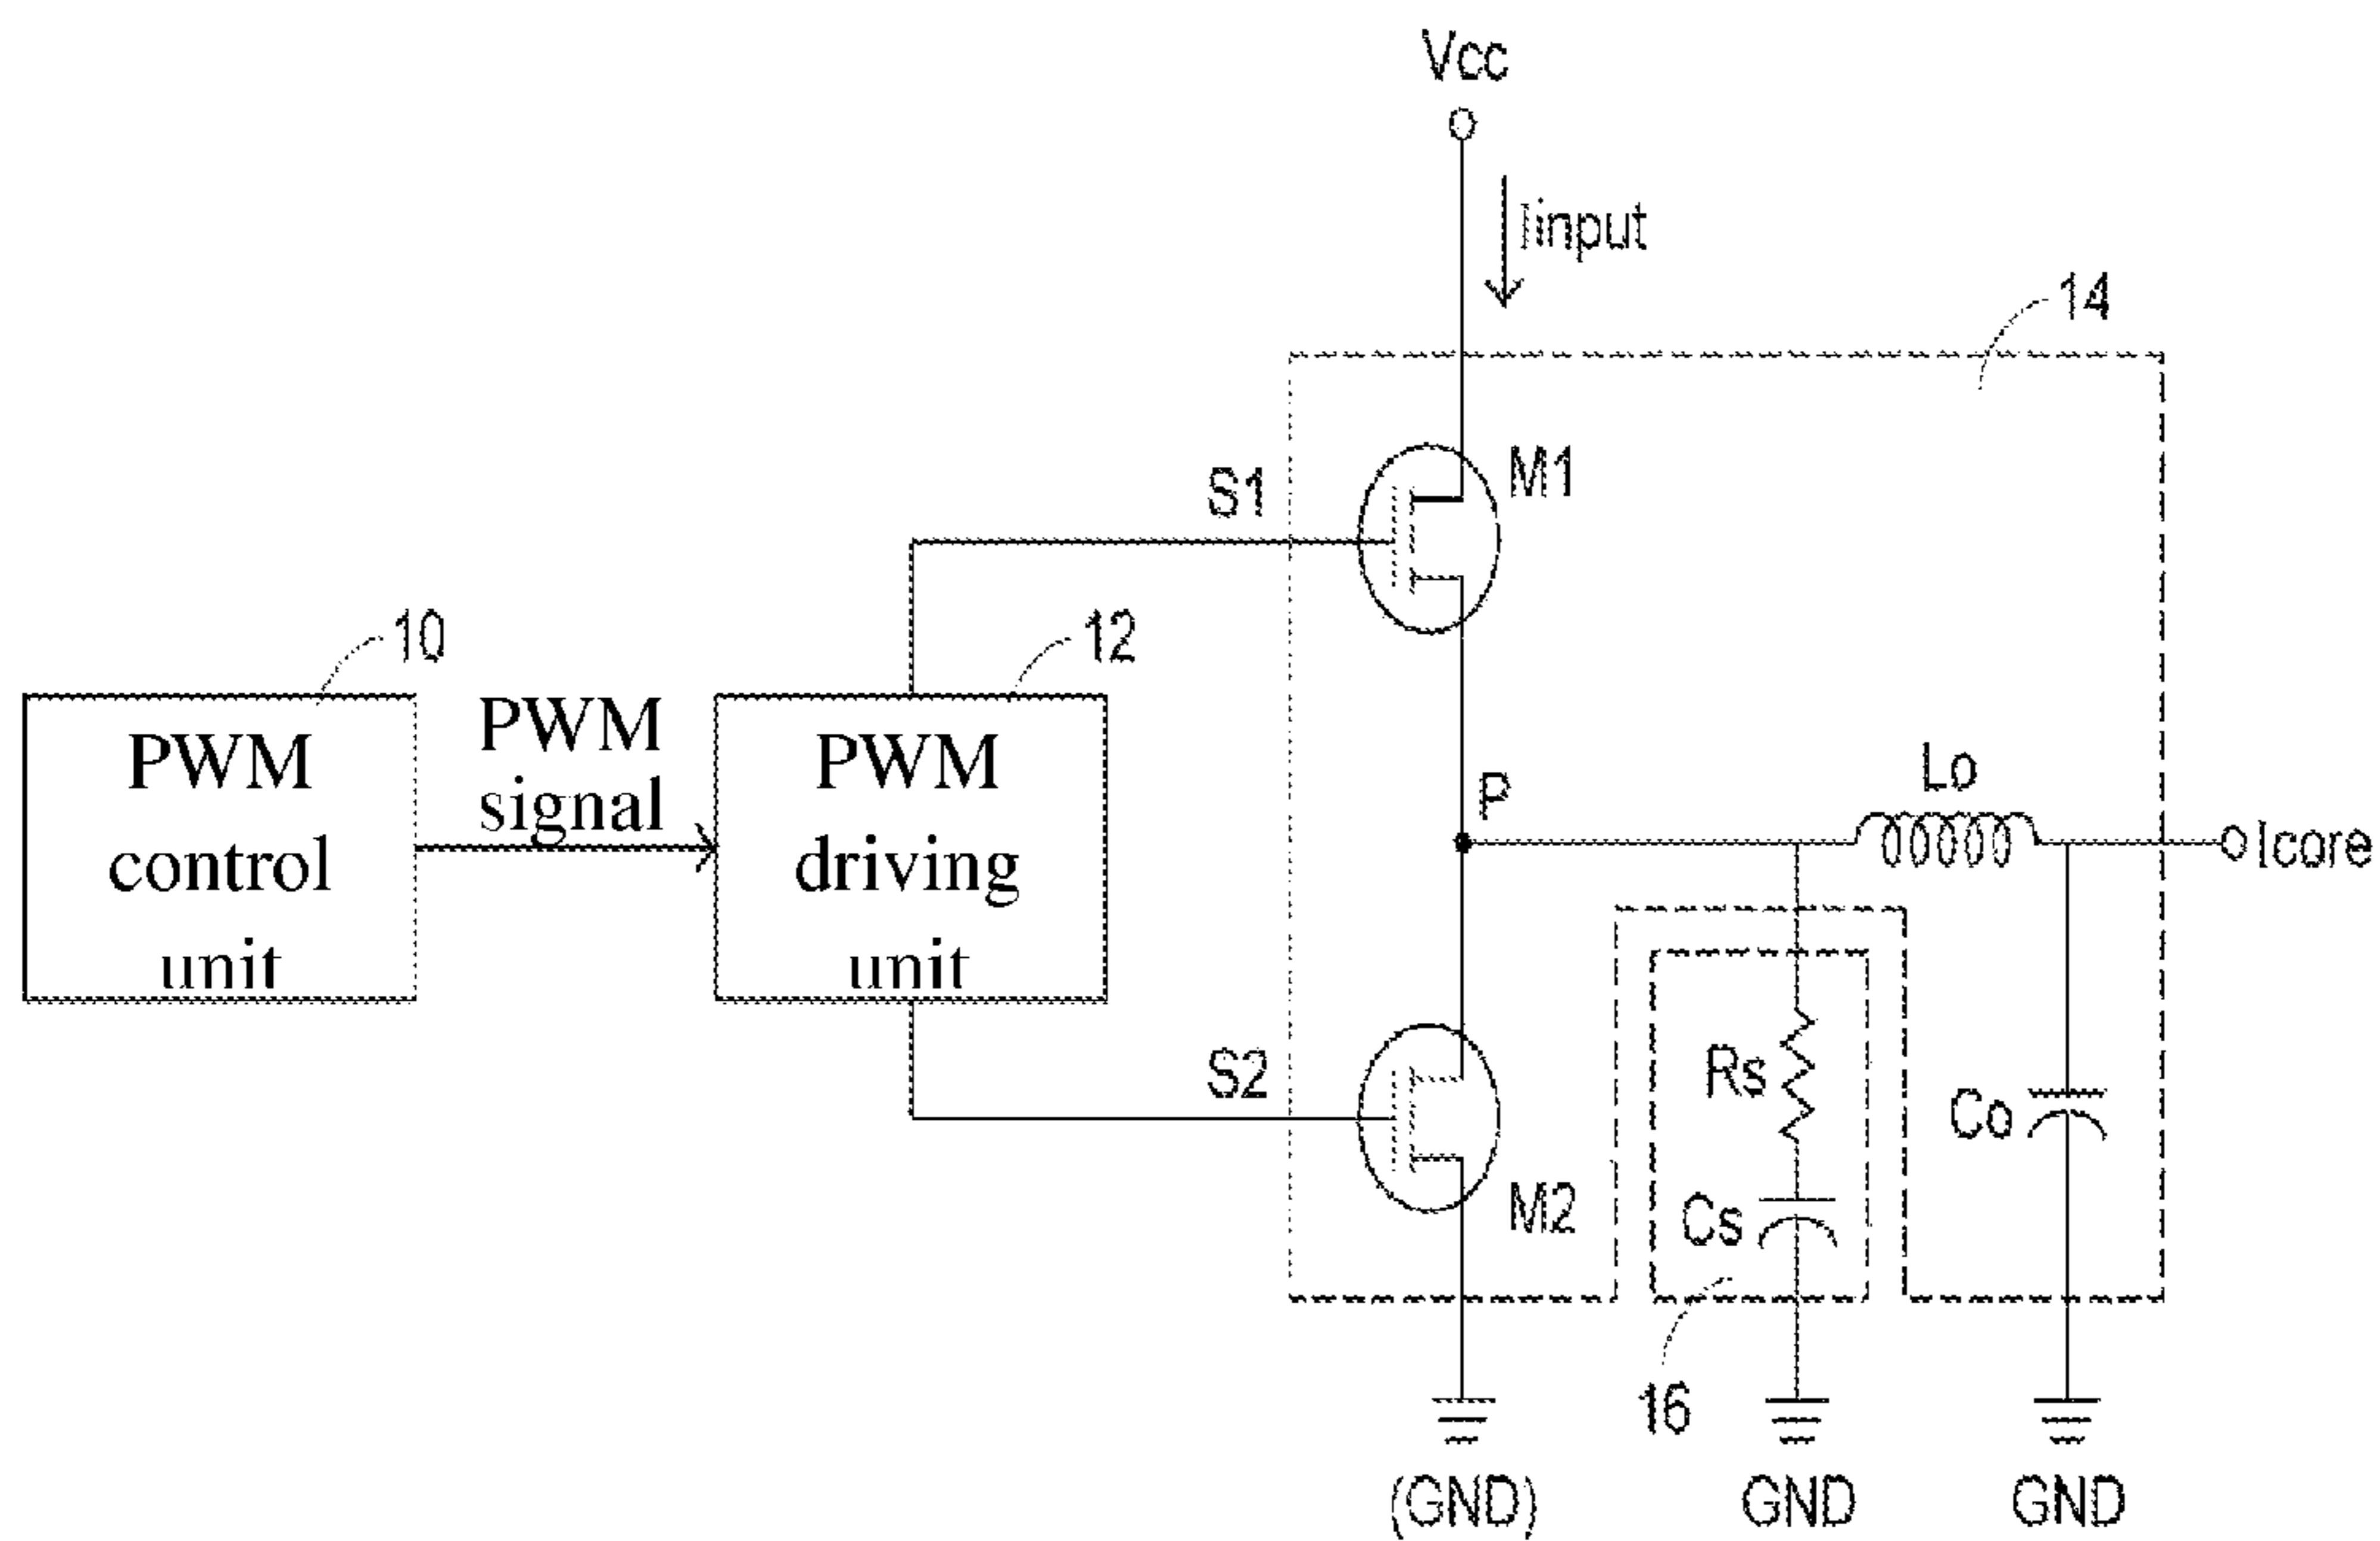 Vcc
Iinput
14
M1
S1
10
12
PWM
control
unit
PWM
signal
PWM
driving
unit
P
Lo
Icore
S2
M2
Rs
Cs
Co
16
(GND)
GND
GND